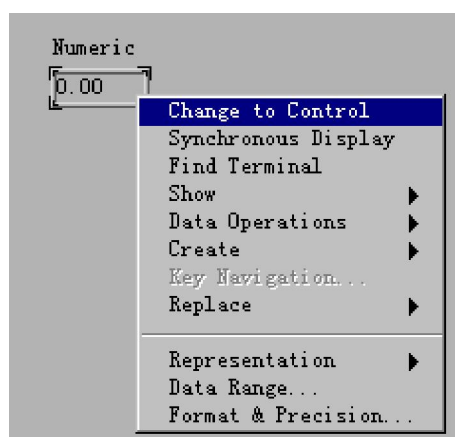 Numeric
0.00
Change to Control
Synchronous Display
Find Terminal
Show
Data Operations
Create
Key Navigation...
Replace
Representation
Data Range...
Format & Precision...